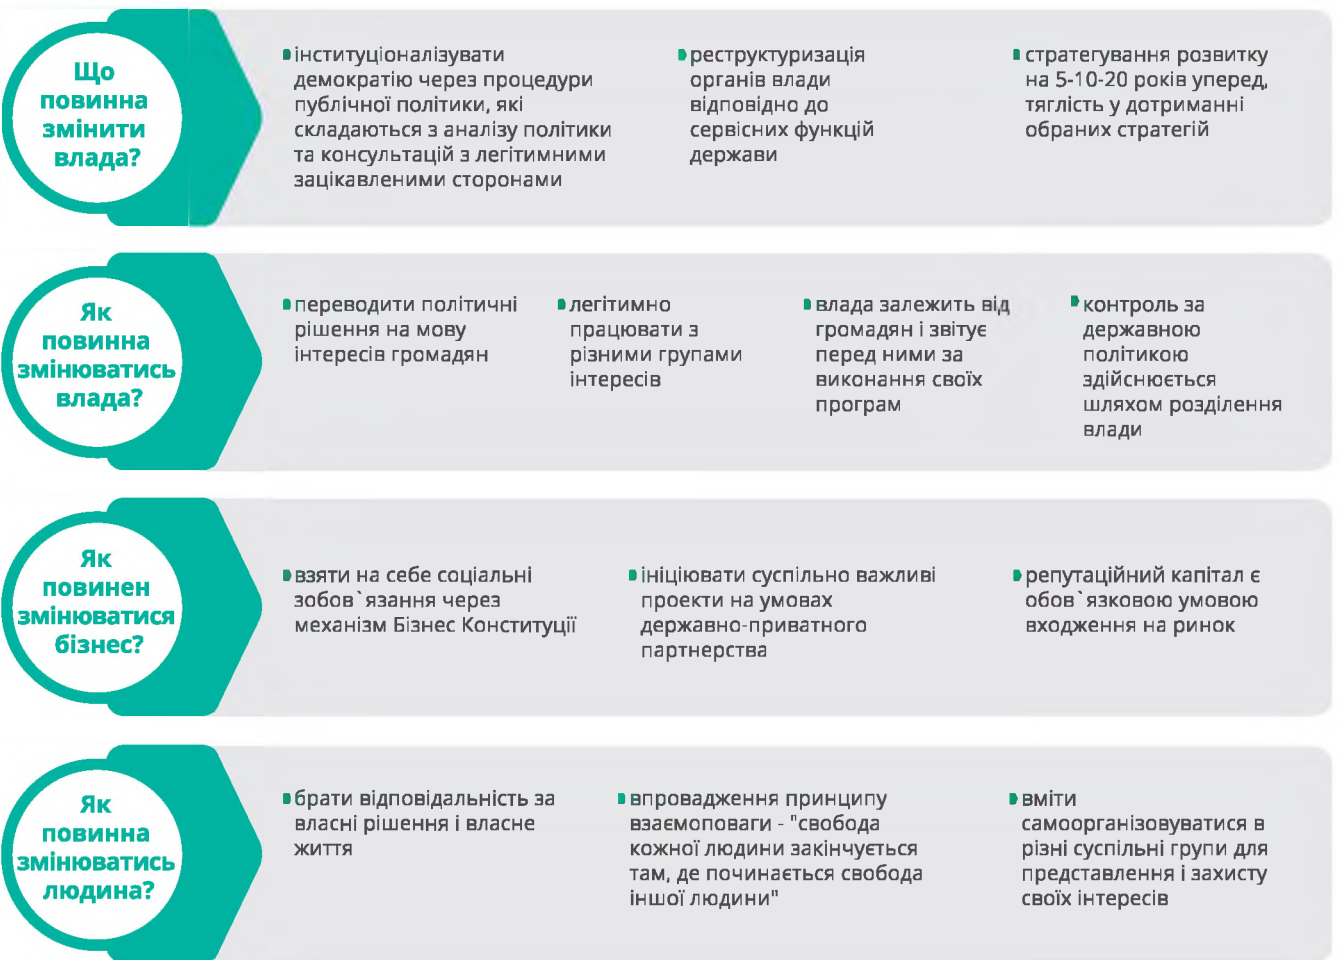 Що
повинна
змінити
влада?
інституціоналізувати
демократію через процедури
публічної політики, які
складаються з аналізу політики
та консультацій з легітимними
зацікавленими сторонами
реструктуризація
органів влади
відповідно до
сервісних функцій
держави
стратегування розвитку
на 5-10-20 років уперед,
тяглість у дотриманні
обраних стратегій
Як
повинна
змінюватись
влада?
переводити політичні
рішення на мову
інтересів громадян
легітимно
працювати з
різними групами
інтересів
влада залежить від
громадян і звітує
перед ними за
виконання своїх
програм
контроль за
державною
політикою
здійснюється
шляхом розділення
влади
Як
повинен
змінюватися
бізнес?
взяти на себе соціальні
зобов`язання через
механізм Бізнес Конституції
ініціювати суспільно важливі
проекти на умовах
державно-приватного
партнерства
репутаційний капітал є
обов`язковою умовою
входження на ринок
Як
повинна
змінюватись
людина?
брати відповідальність за
власні рішення і власне
життя
впровадження принципу
взаємоповаги - "свобода
кожної людини закінчується
там, де починається свобода
іншої людини"
вміти
самоорганізовуватися в
різні суспільні групи для
представлення і захисту
своїх інтересів